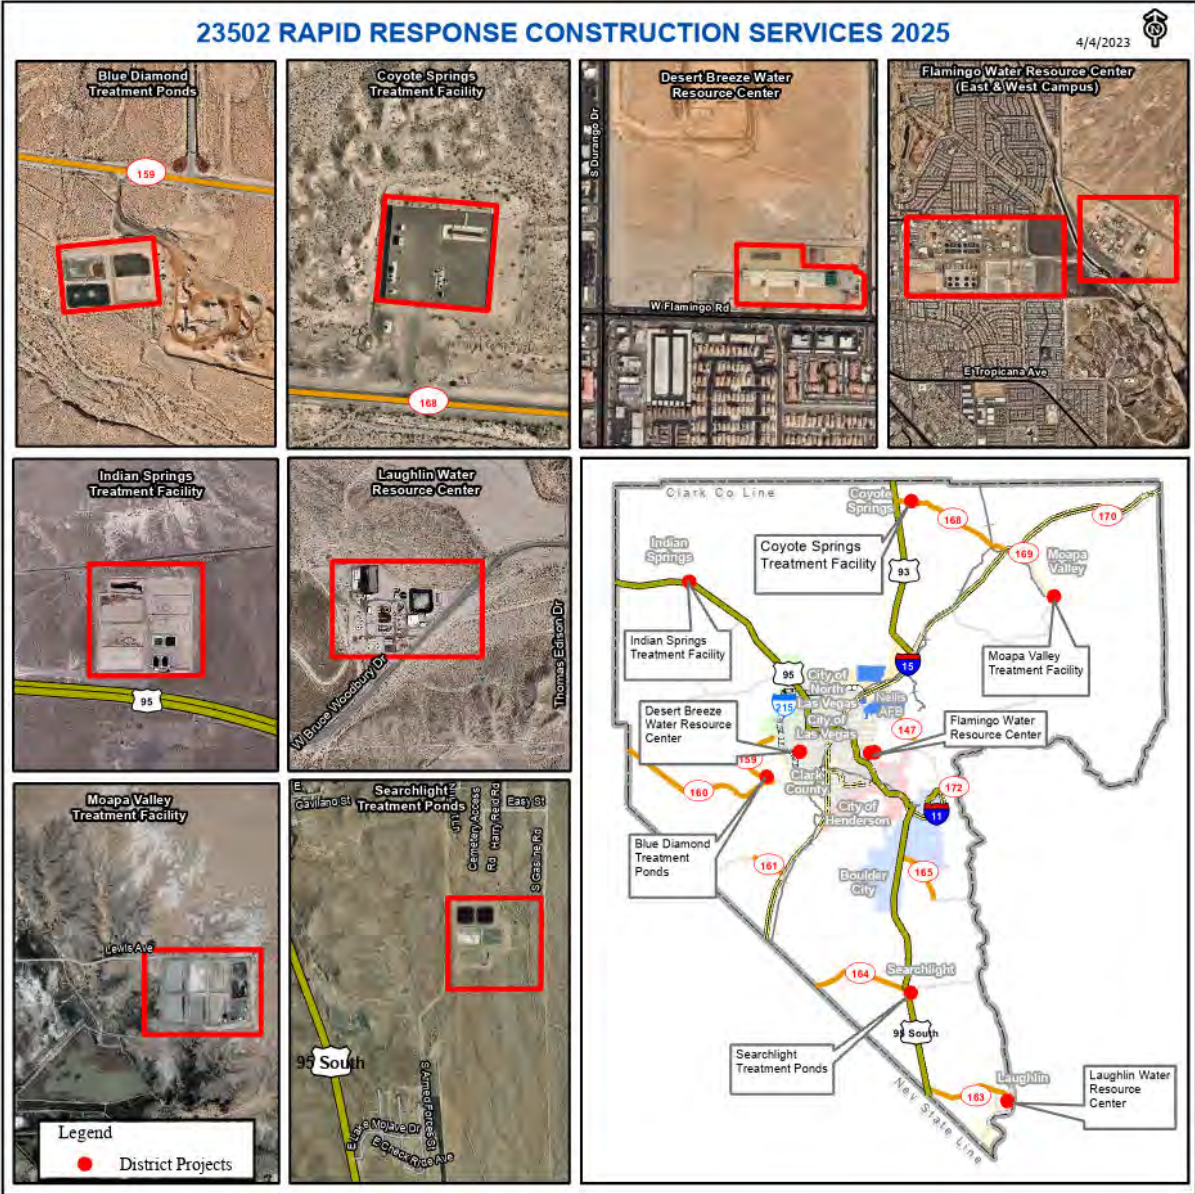 23502 RAPID RESPONSE CONSTRUCTION SERVICES 2025
4/4/2023
N
Blue Diamond
Treatment Ponds
159
Coyote Springs
Treatment Facility
168
Desert Breeze Water
Resource Center
S Durango Dr
W Flamingo Rd
Flamingo Water Resource Center
(East & West Campus)
E Tropicana Ave
Indian Springs
Treatment Facility
95
Laughlin Water
Resource Center
W Bruce Woodbury Dr
Thomas Edison Dr
Moapa Valley
Treatment Facility
Lewis Ave
Legend
District Projects
Searchlight
Treatment Ponds
E
Gaviland St
Cemetery Access
Rd
Harry Reid Rd
Easy St
S Gasline Rd
95 South
S Armed Forces St
E Lake Mojave Dr
E Check Ride Ave
Clark Co Line
Coyote
Springs
168
170
169
Moapa
Valley
Indian
Springs
Coyote Springs
Treatment Facility
93
Indian Springs
Treatment Facility
Moapa Valley
Treatment Facility
15
95
City of
North
Las Vegas
215
Nellis
AFB
City of
Las Vegas
147
Desert Breeze
Water Resource
Center
Flamingo Water
Resource Center
159
160
Clark
County
172
11
City of
Henderson
Blue Diamond
Treatment
Ponds
161
165
Boulder
City
164
Searchlight
95 South
Searchlight
Treatment Ponds
Laughlin
163
Laughlin Water
Resource
Center
Nev State Line